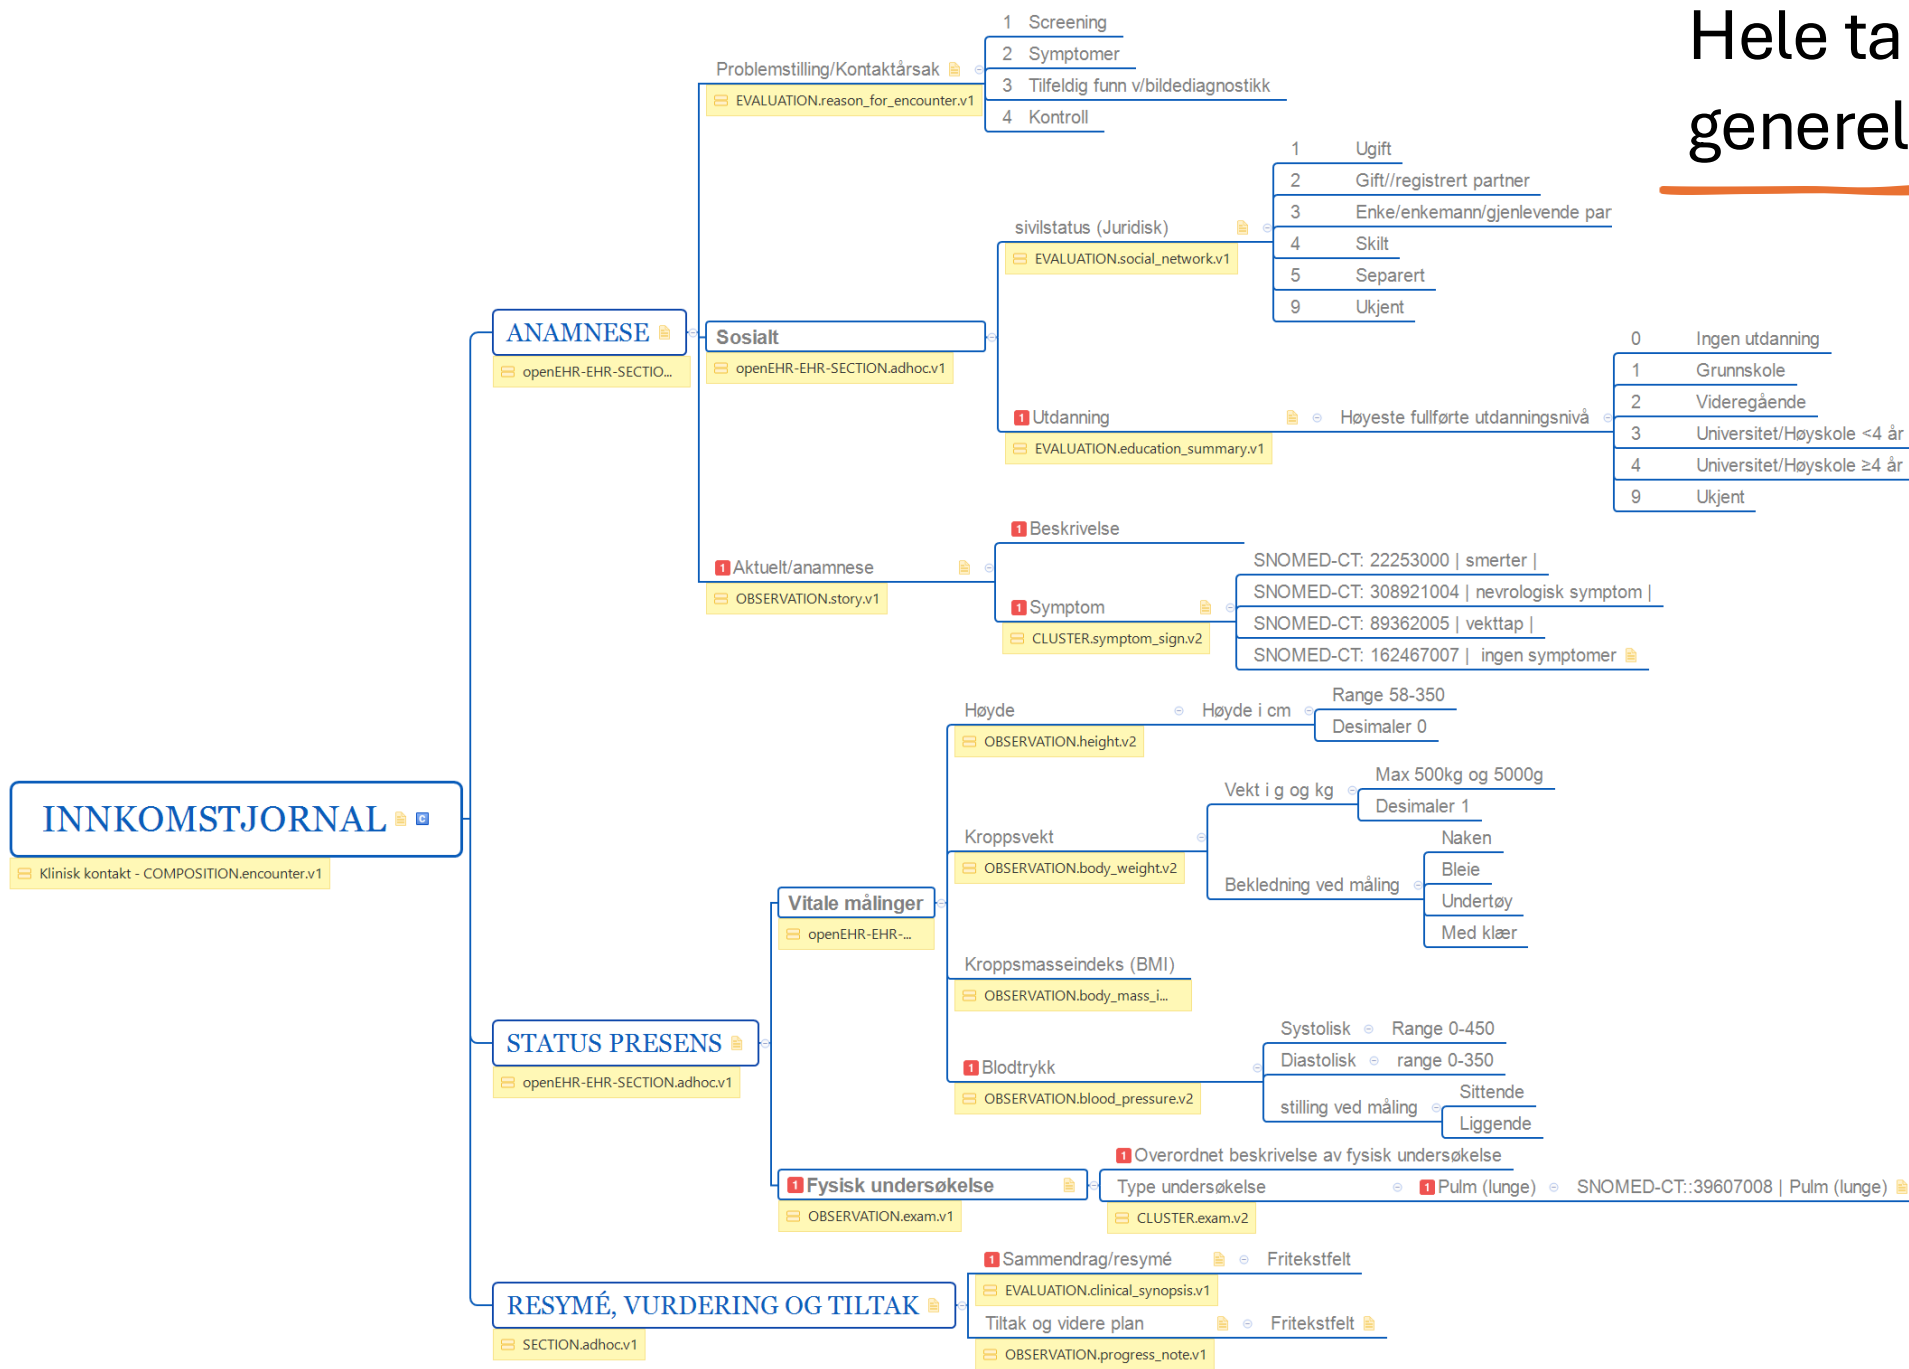 Hele ta
generel
1 Screening
2 Symptomer
3 Tilfeldig funn v/bildediagnostikk
4 Kontroll
Problemstilling/Kontaktårsak
EVALUATION.reason_for_encounter.v1
1 Ugift
2 Gift//registrert partner
3 Enke/enkemann/gjenlevende par
4 Skilt
5 Separert
9 Ukjent
sivilstatus (Juridisk)
EVALUATION.social_network.v1
ANAMNESE
openEHR-EHR-SECTIO...
Sosialt
openEHR-EHR-SECTION.adhoc.v1
0 Ingen utdanning
1 Grunnskole
2 Videregående
3 Universitet/Høyskole <4 år
4 Universitet/Høyskole ≥4 år
9 Ukjent
1 Utdanning
Høyeste fullførte utdanningsnivå
EVALUATION.education_summary.v1
1 Beskrivelse
1 Aktuelt/anamnese
OBSERVATION.story.v1
SNOMED-CT: 22253000 | smerter |
SNOMED-CT: 308921004 | nevrologisk symptom |
SNOMED-CT: 89362005 | vekttap |
SNOMED-CT: 162467007 | ingen symptomer
1 Symptom
CLUSTER.symptom_sign.v2
Høyde
Høyde i cm
Range 58-350
Desimaler 0
OBSERVATION.height.v2
INNKOMSTJORNAL
C
Klinisk kontakt - COMPOSITION.encounter.v1
Vekt i g og kg
Max 500kg og 5000g
Desimaler 1
Kroppsvekt
OBSERVATION.body_weight.v2
Bekledning ved måling
Naken
Bleie
Undertøy
Med klær
Vitale målinger
openEHR-EHR-...
Kroppsmasseindeks (BMI)
OBSERVATION.body_mass_i...
STATUS PRESENS
openEHR-EHR-SECTION.adhoc.v1
1 Blodtrykk
OBSERVATION.blood_pressure.v2
Systolisk Range 0-450
Diastolisk range 0-350
stilling ved måling
Sittende
Liggende
1 Fysisk undersøkelse
OBSERVATION.exam.v1
1 Overordnet beskrivelse av fysisk undersøkelse
Type undersøkelse
1 Pulm (lunge)
SNOMED-CT::39607008 | Pulm (lunge)
CLUSTER.exam.v2
RESYMÉ, VURDERING OG TILTAK
SECTION.adhoc.v1
1 Sammendrag/resymé
Fritekstfelt
EVALUATION.clinical_synopsis.v1
Tiltak og videre plan
Fritekstfelt
OBSERVATION.progress_note.v1